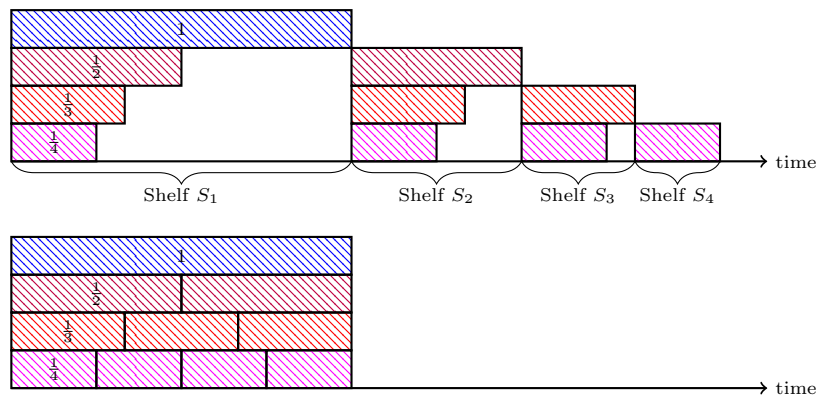 1
1/2
1/3
1/4
time
Shelf S₁
Shelf S₂
Shelf S₃
Shelf S₄
1
1/2
1/3
1/4
time